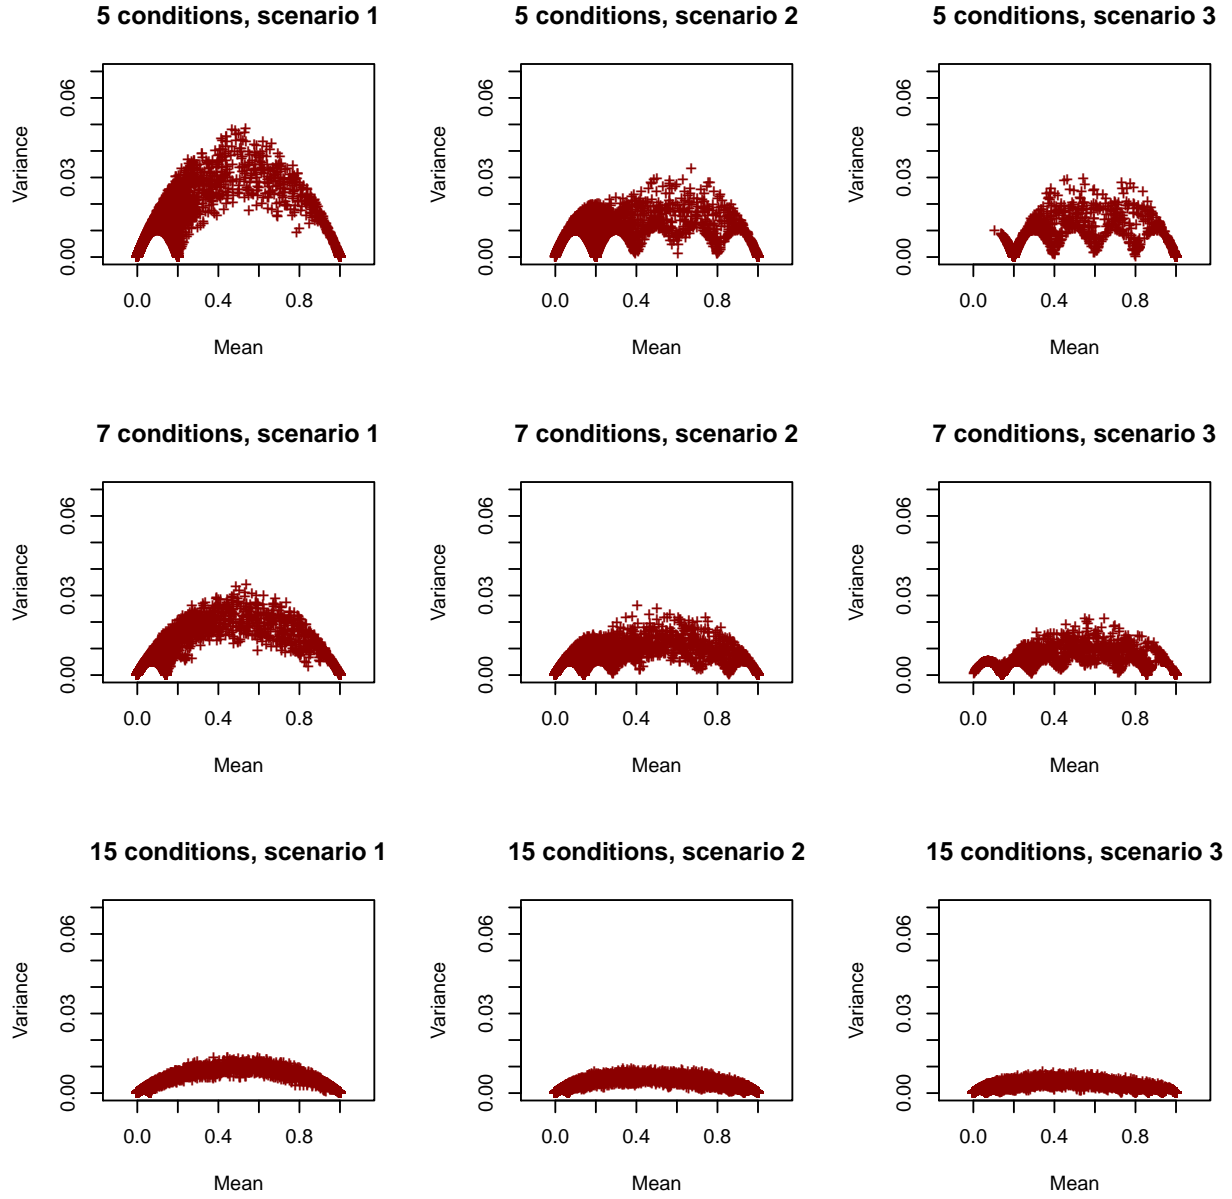 5 conditions, scenario 1
Variance
0.00 0.03 0.06
0.0 0.4 0.8
Mean
5 conditions, scenario 2
Variance
0.00 0.03 0.06
0.0 0.4 0.8
Mean
5 conditions, scenario 3
Variance
0.00 0.03 0.06
0.0 0.4 0.8
Mean
7 conditions, scenario 1
Variance
0.00 0.03 0.06
0.0 0.4 0.8
Mean
7 conditions, scenario 2
Variance
0.00 0.03 0.06
0.0 0.4 0.8
Mean
7 conditions, scenario 3
Variance
0.00 0.03 0.06
0.0 0.4 0.8
Mean
15 conditions, scenario 1
Variance
0.00 0.03 0.06
0.0 0.4 0.8
Mean
15 conditions, scenario 2
Variance
0.00 0.03 0.06
0.0 0.4 0.8
Mean
15 conditions, scenario 3
Variance
0.00 0.03 0.06
0.0 0.4 0.8
Mean